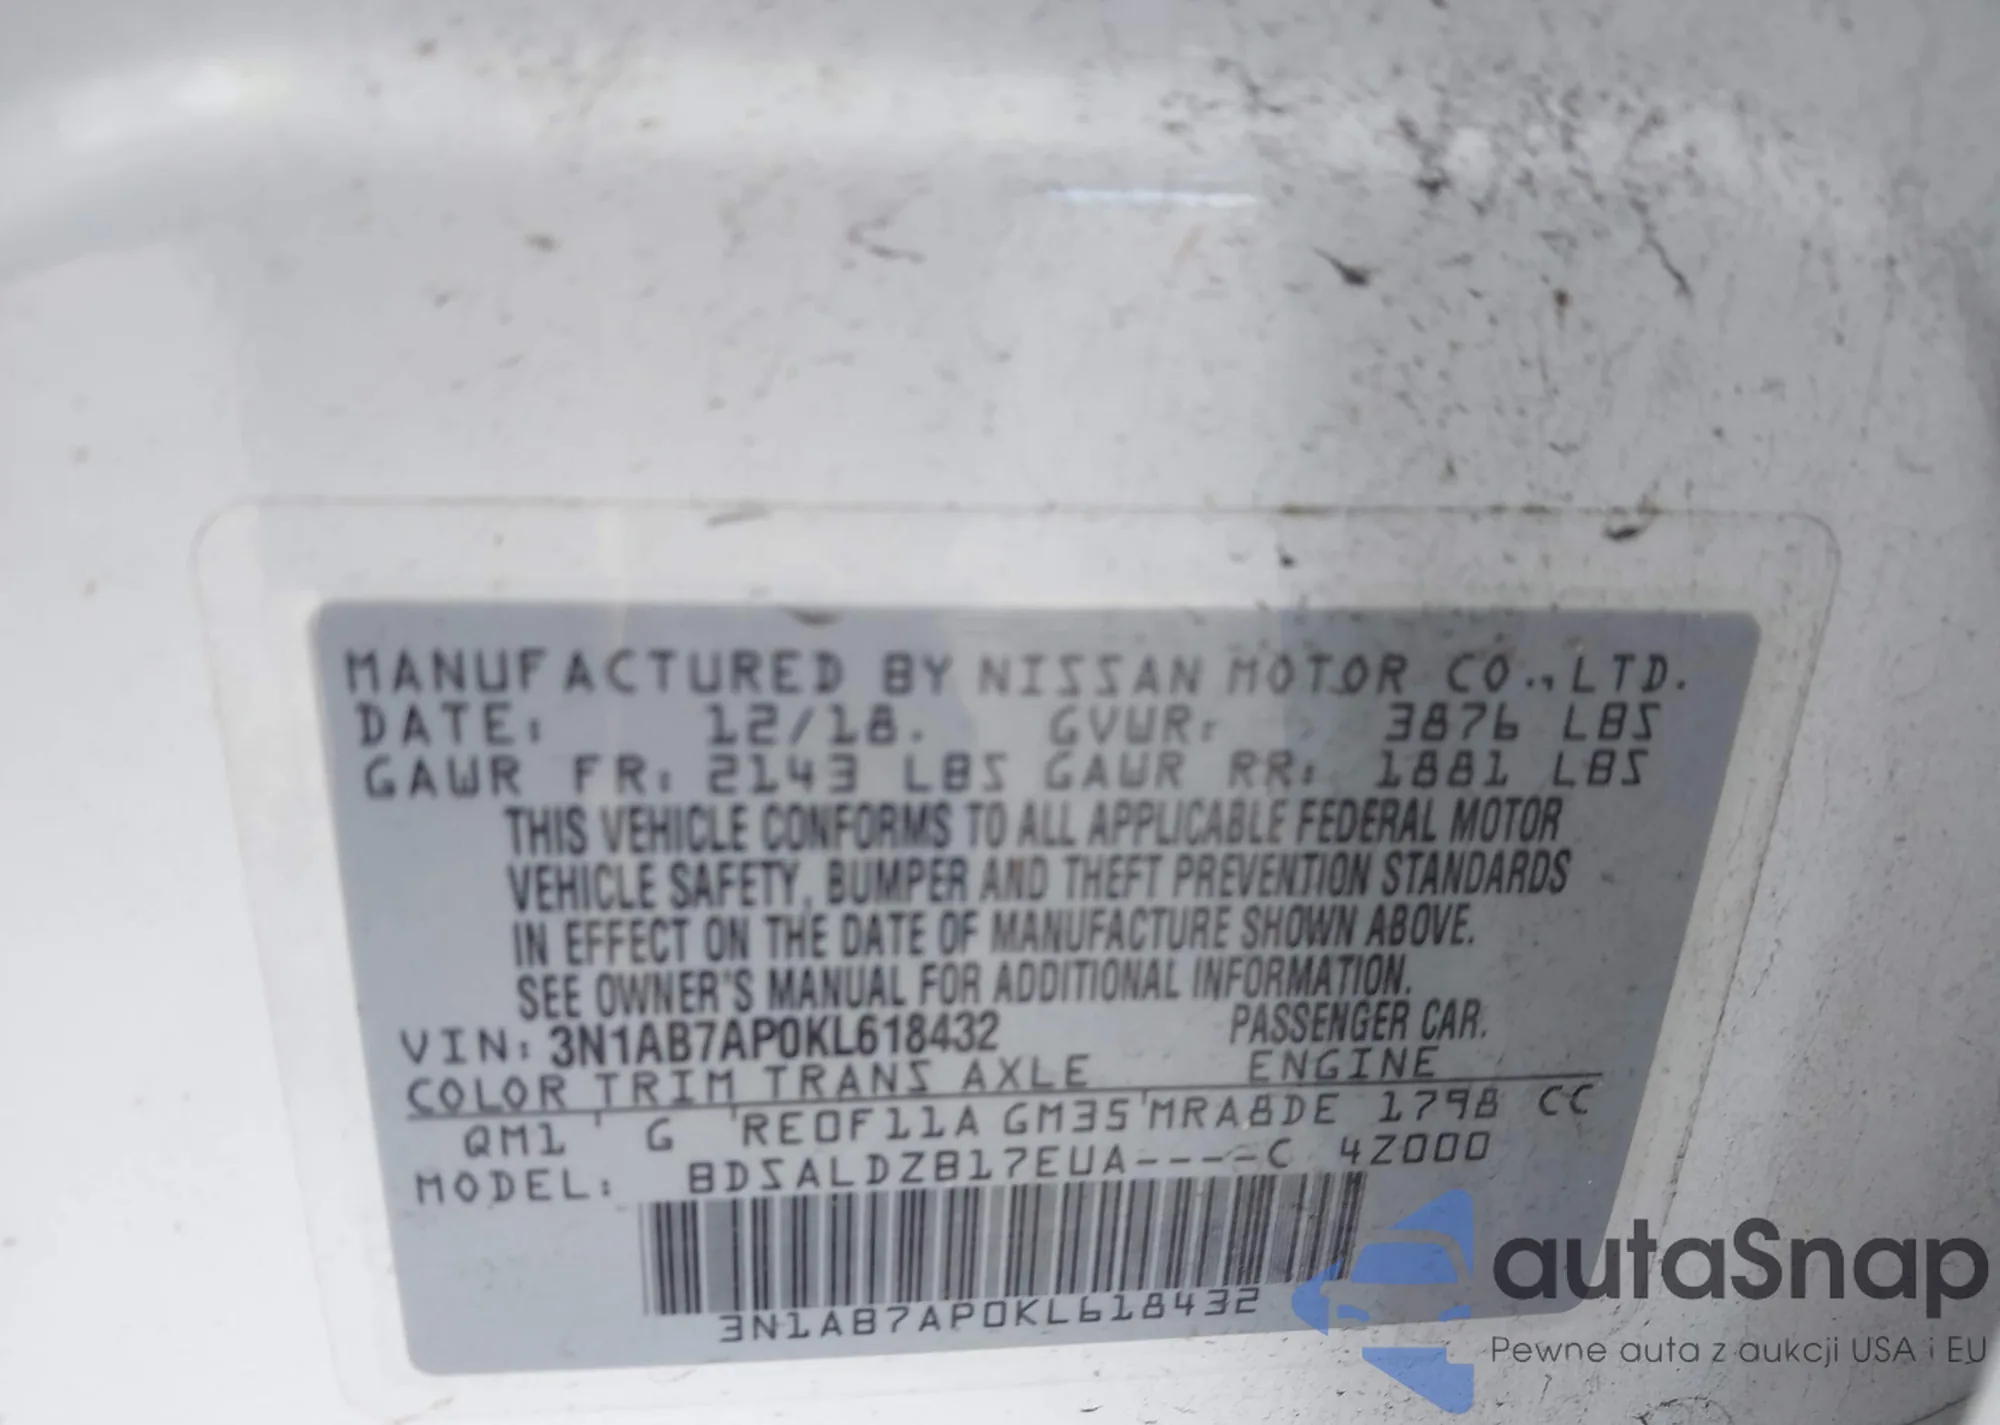 MANUFACTURED BY NISSAN MOTOR CO., LTD.
DATE: 12/18. GVWR: 3876 LBS
GAWR FR: 2143 LBS GAWR RR: 1881 LBS
THIS VEHICLE CONFORMS TO ALL APPLICABLE FEDERAL MOTOR
VEHICLE SAFETY, BUMPER AND THEFT PREVENTION STANDARDS
IN EFFECT ON THE DATE OF MANUFACTURE SHOWN ABOVE.
SEE OWNER'S MANUAL FOR ADDITIONAL INFORMATION.
VIN: 3N1AB7AP0KL618432 PASSENGER CAR.
COLOR TRIM TRANS AXLE ENGINE
QM1 ' G 'RE0F11A GM35'MRA8DE 1798 CC
MODEL: BDSALDZB17EUA----C 4Z000
3N1AB7AP0KL618432
autaSnap
Pewne auta z aukcji USA i EU